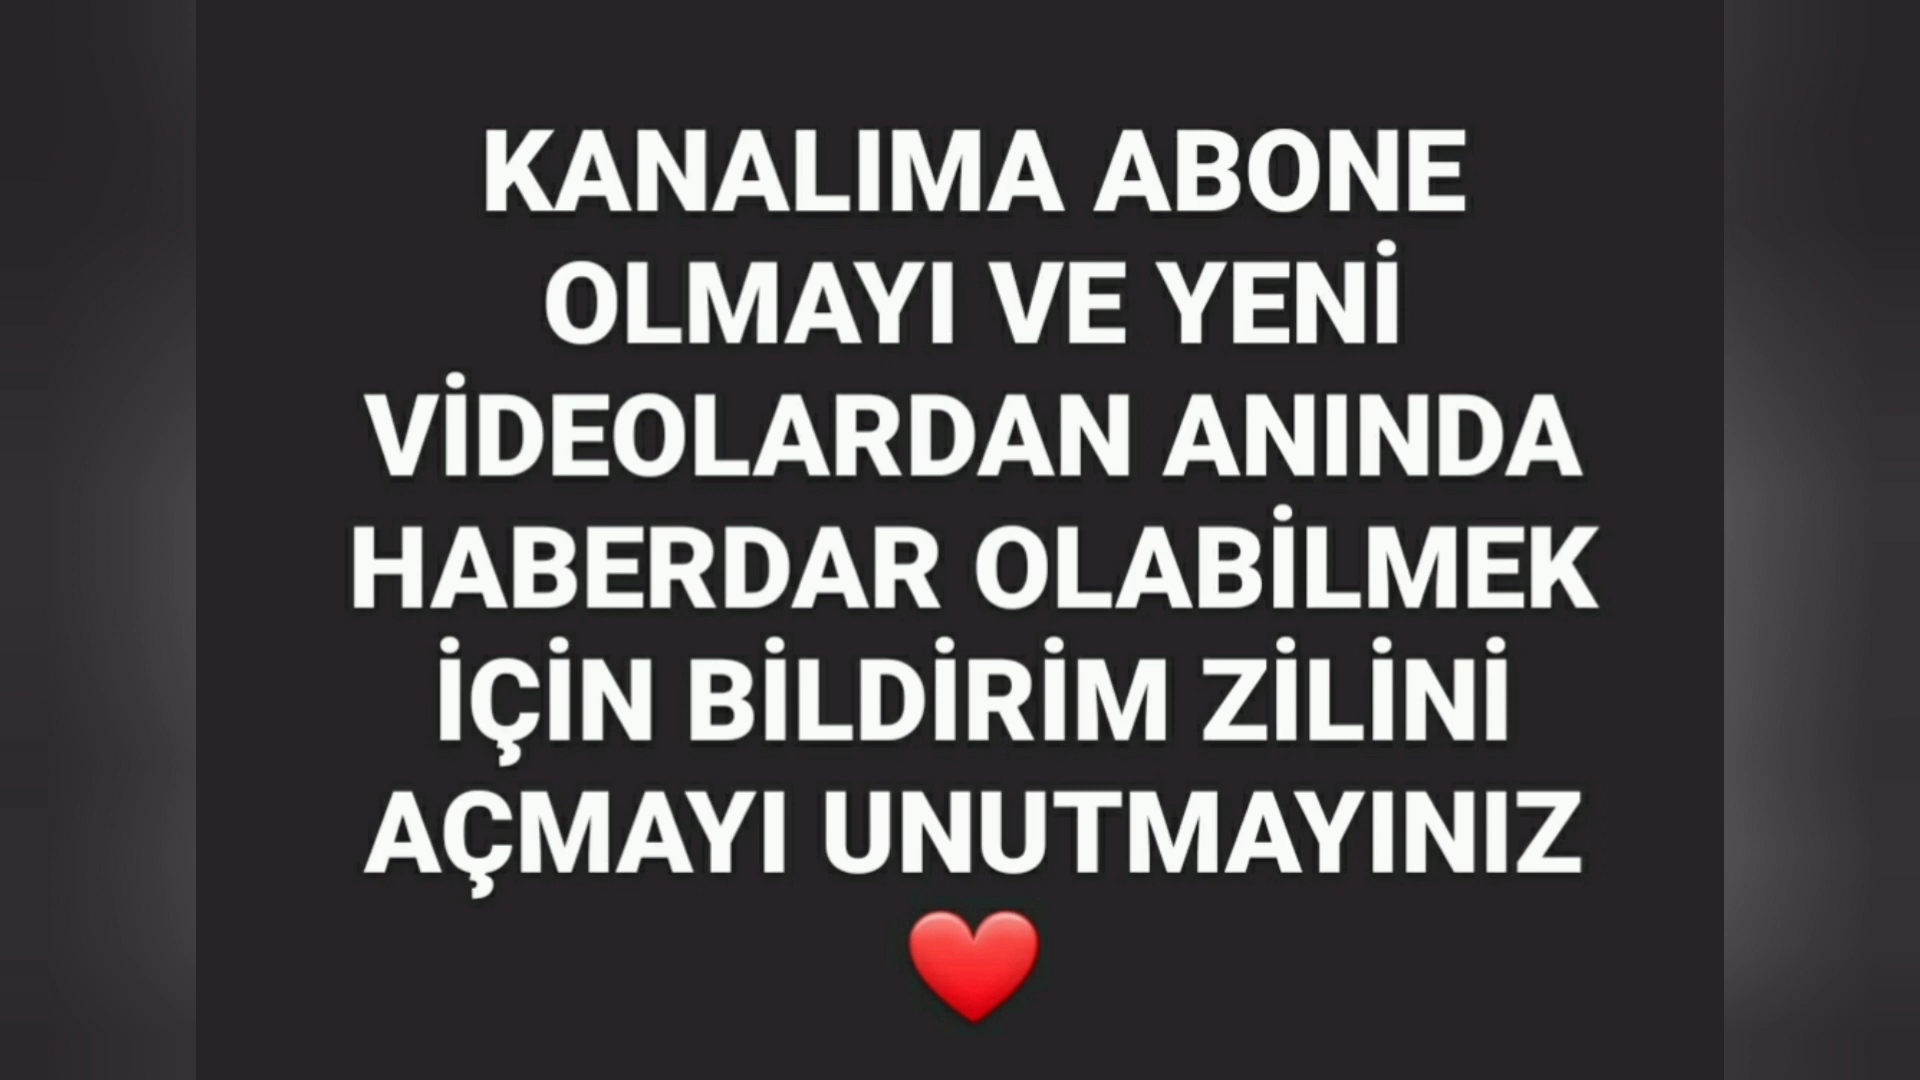 KANALIMA ABONE
OLMAYI VE YENİ
VİDEOLARDAN ANINDA
HABERDAR OLABİLMEK
İÇİN BİLDİRİM ZİLİNİ
AÇMAYI UNUTMAYINIZ
❤️